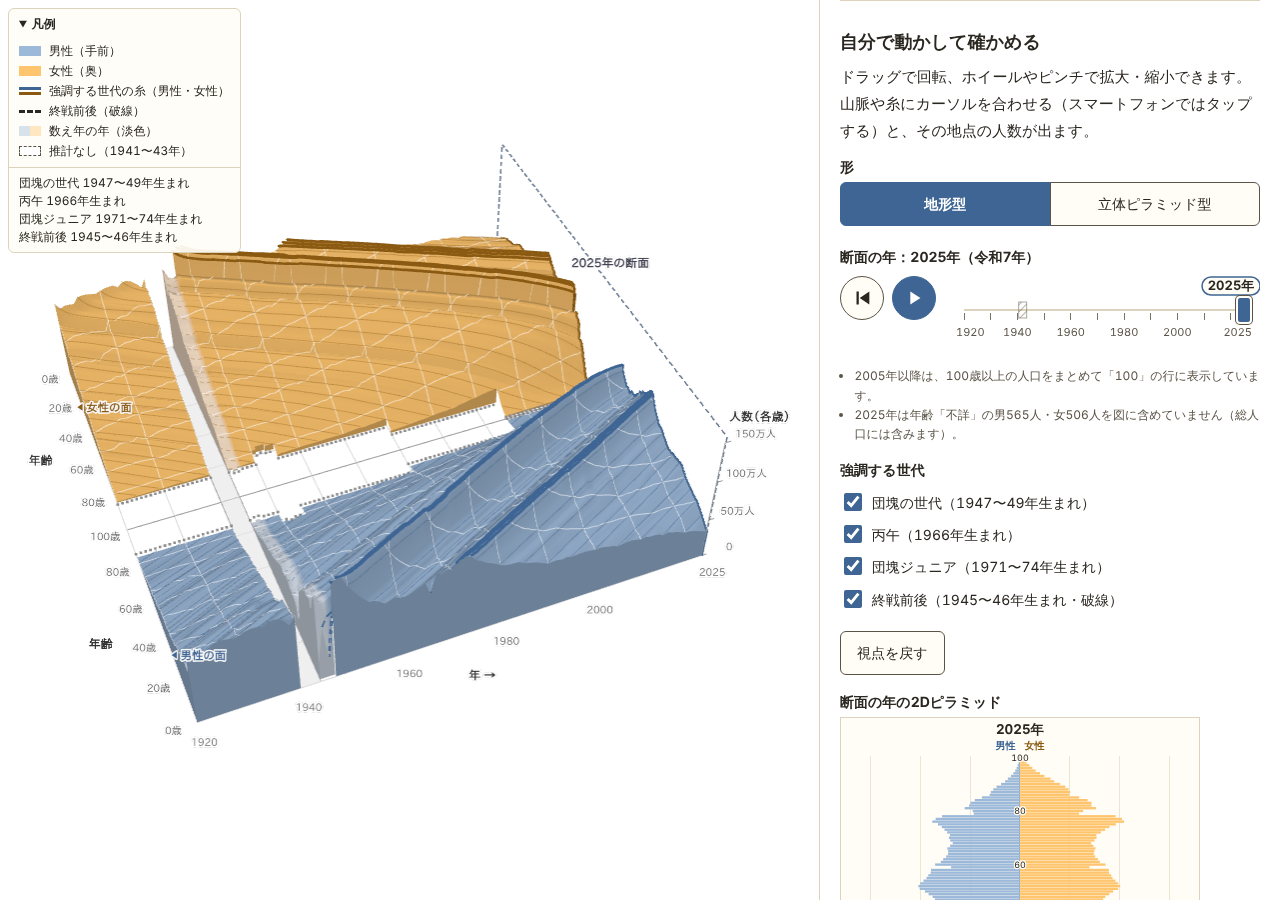 ▼ 凡例
男性（手前）
女性（奥）
強調する世代の糸（男性・女性）
終戦前後（破線）
数え年の年（淡色）
推計なし（1941〜43年）
団塊の世代 1947〜49年生まれ
丙午 1966年生まれ
団塊ジュニア 1971〜74年生まれ
終戦前後 1945〜46年生まれ
2025年の断面
0歳
20歳
女性の面
40歳
年齢
60歳
80歳
100歳
80歳
60歳
年齢
40歳
男性の面
20歳
0歳
人数（各歳）
150万人
100万人
50万人
0
1920
1940
1960
1980
2000
2025
年 →
自分で動かして確かめる
ドラッグで回転、ホイールやピンチで拡大・縮小できます。
山脈や糸にカーソルを合わせる（スマートフォンではタップ
する）と、その地点の人数が出ます。
形
地形型
立体ピラミッド型
断面の年：2025年（令和7年）
2025年
1920 1940 1960 1980 2000 2025
• 2005年以降は、100歳以上の人口をまとめて「100」の行に表示していま
す。
• 2025年は年齢「不詳」の男565人・女506人を図に含めていません（総人
口には含みます）。
強調する世代
団塊の世代（1947〜49年生まれ）
丙午（1966年生まれ）
団塊ジュニア（1971〜74年生まれ）
終戦前後（1945〜46年生まれ・破線）
視点を戻す
断面の年の2Dピラミッド
2025年
男性 女性
100
80
60